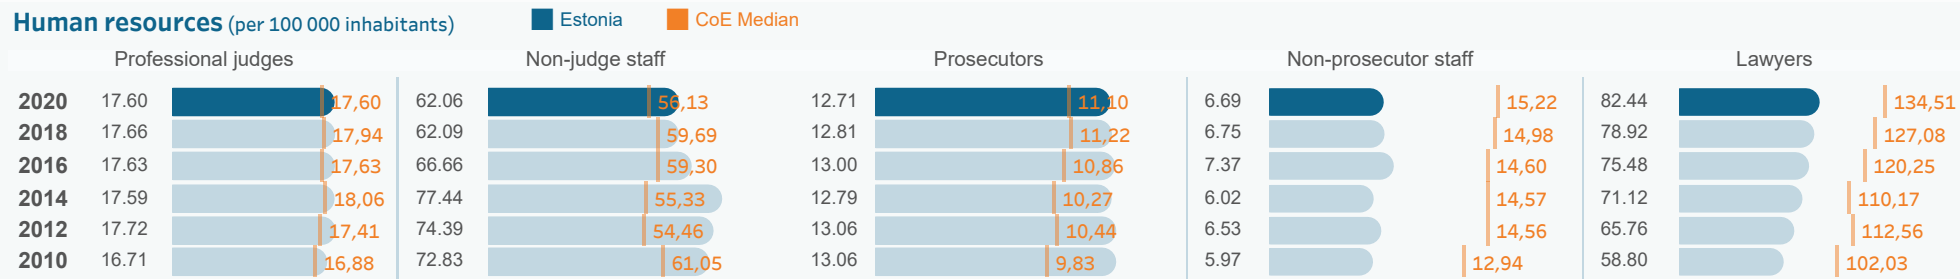 Human resources (per 100 000 inhabitants) Estonia CoE Median
Professional judges Non-judge staff Prosecutors Non-prosecutor staff Lawyers
2020 17.60 17,60 62.06 56,13 12.71 11,10 6.69 15,22 82.44 134,51
2018 17.66 17,94 62.09 59,69 12.81 11,22 6.75 14,98 78.92 127,08
2016 17.63 17,63 66.66 59,30 13.00 10,86 7.37 14,60 75.48 120,25
2014 17.59 18,06 77.44 55,33 12.79 10,27 6.02 14,57 71.12 110,17
2012 17.72 17,41 74.39 54,46 13.06 10,44 6.53 14,56 65.76 112,56
2010 16.71 16,88 72.83 61,05 13.06 9,83 5.97 12,94 58.80 102,03